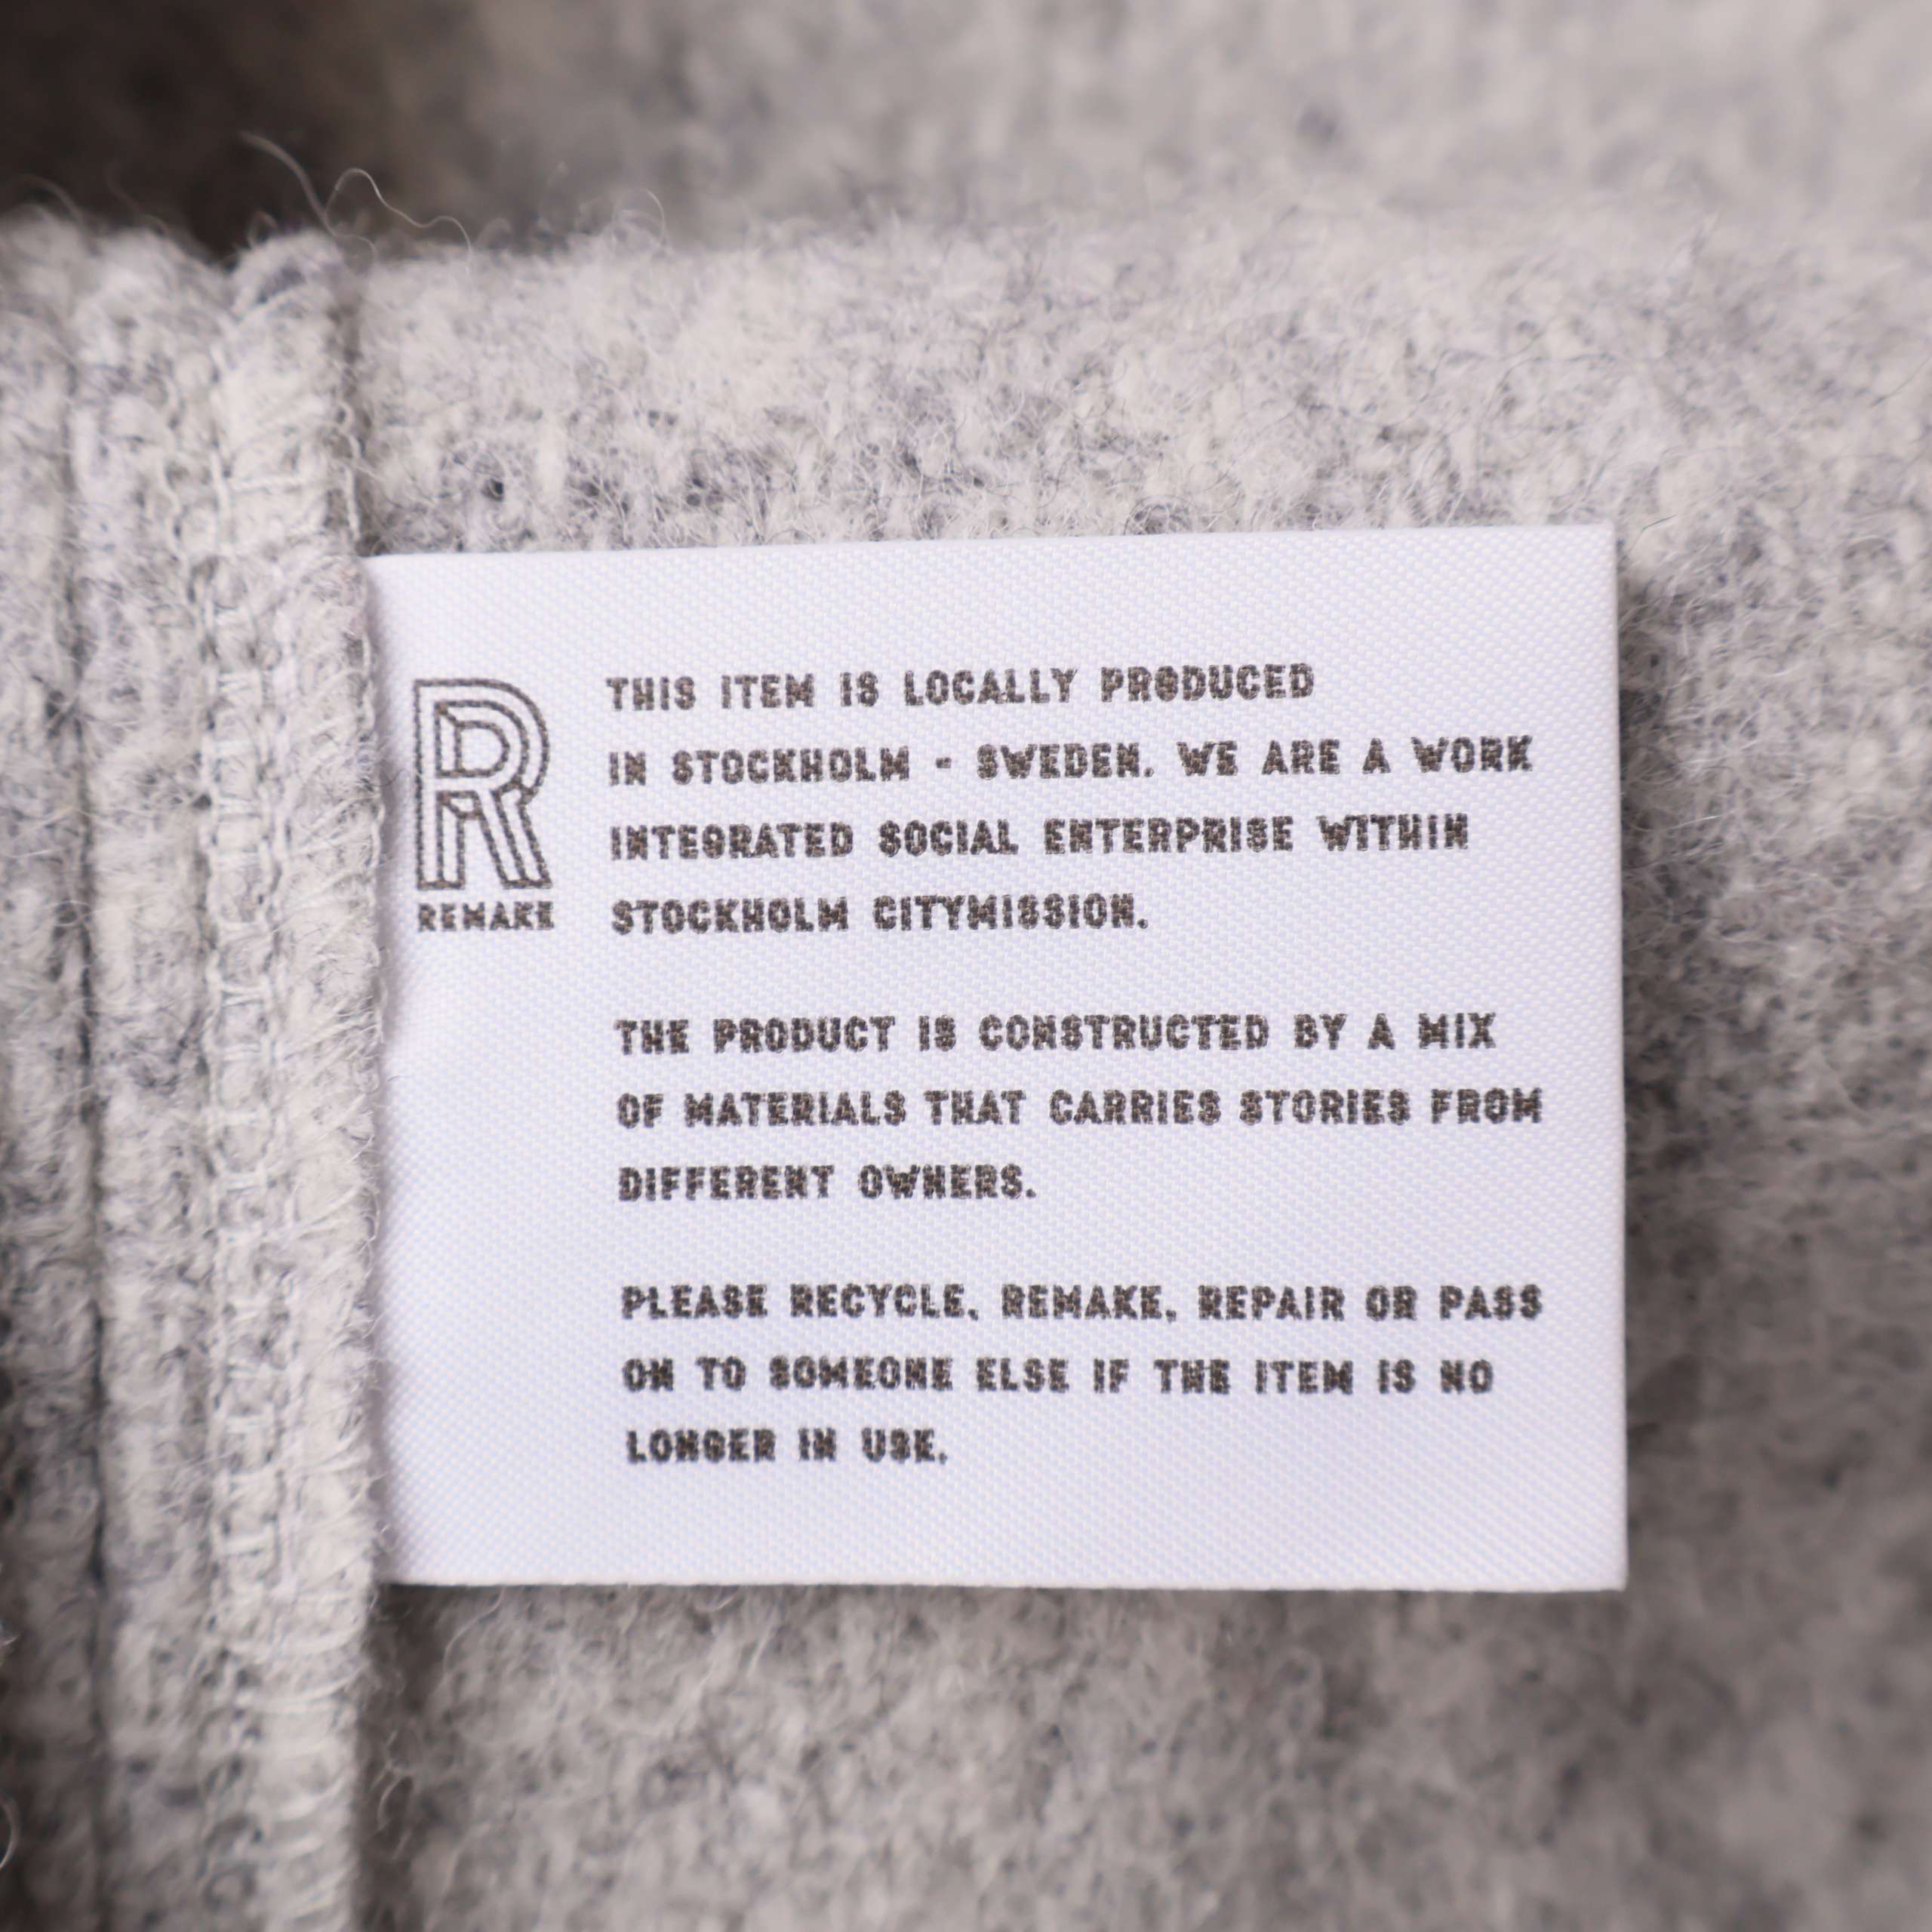 R
REMAKE
THIS ITEM IS LOCALLY PRODUCED
IN STOCKHOLM - SWEDEN. WE ARE A WORK
INTEGRATED SOCIAL ENTERPRISE WITHIN
STOCKHOLM CITYMISSION.
THE PRODUCT IS CONSTRUCTED BY A MIX
OF MATERIALS THAT CARRIES STORIES FROM
DIFFERENT OWNERS.
PLEASE RECYCLE, REMAKE, REPAIR OR PASS
ON TO SOMEONE ELSE IF THE ITEM IS NO
LONGER IN USE.